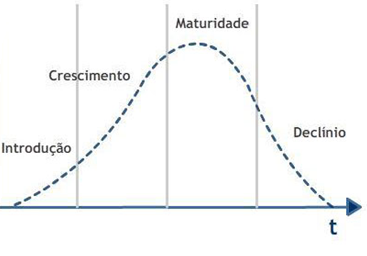 Maturidade
Crescimento
Introdução
Declínio
t